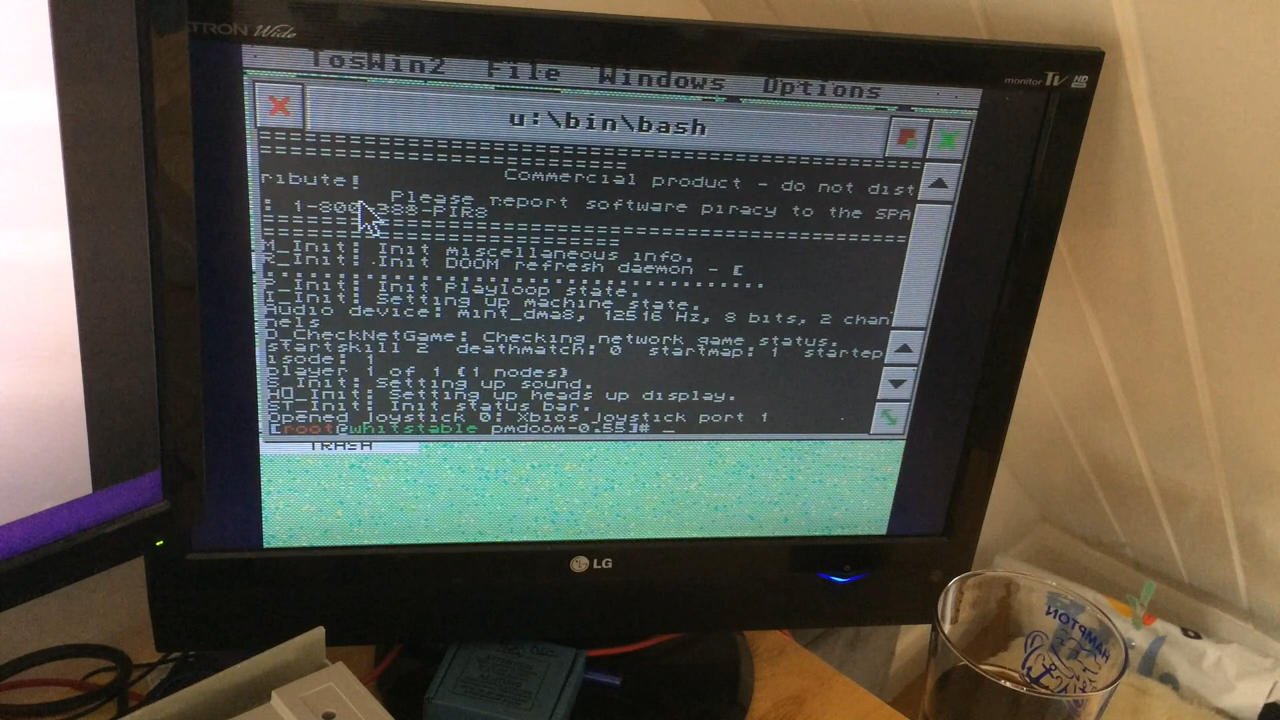 TRON Wide
monitor TV HD
TosWin2 File Windows Options
u:\bin\bash
===============================================
==========================
Commercial product - do not dist
ribute!
Please report software piracy to the SPA
: 1-800-388-PIR8
===============================================
==========================
M_Init: Init miscellaneous info.
R_Init: Init DOOM refresh daemon - [
..........................................
P_Init: Init Playloop state.
I_Init: Setting up machine state.
Audio device: mint_dma8, 12516 Hz, 8 bits, 2 chan
nels
D_CheckNetGame: Checking network game status.
startskill 2 deathmatch: 0 startmap: 1 startep
isode: 1
player 1 of 1 (1 nodes)
S_Init: Setting up sound.
HU_Init: Setting up heads up display.
ST_Init: Init status bar.
Opened joystick 0: Xbios joystick port 1
[root@whitstable pmdoom-0.55]# _
TRASH
LG
HAMPTON